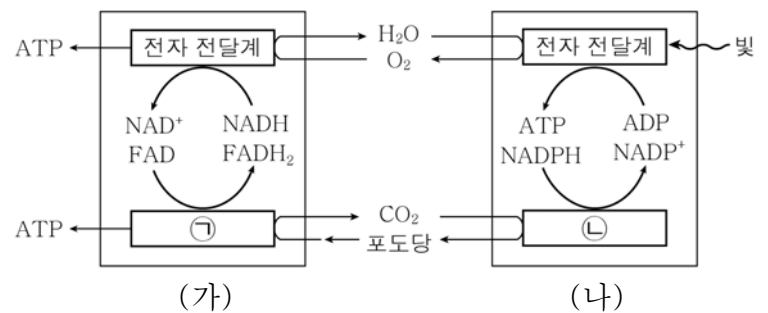 ATP 전자 전달계 H₂O 전자 전달계 빛
O₂
NAD⁺ NADH ATP ADP
FAD FADH₂ NADPH NADP⁺
ATP ㉠ CO₂ ㉡
포도당
(가) (나)